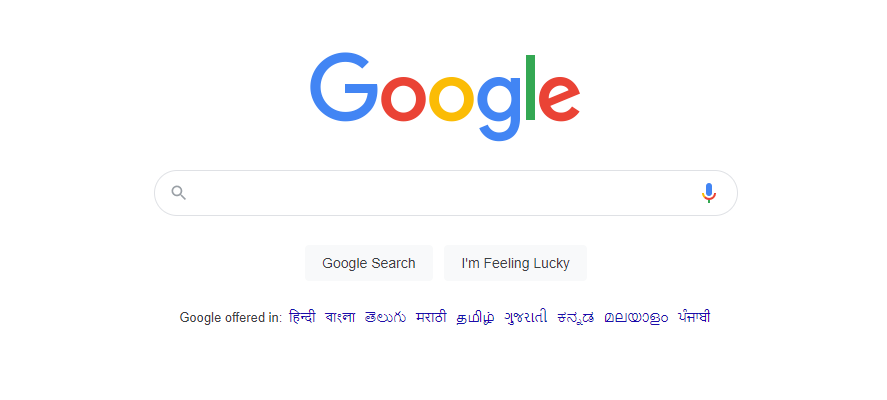 Google
Google Search I'm Feeling Lucky
Google offered in: हिन्दी বাংলা తెలుగు मराठी தமிழ் ગુજરાતી ಕನ್ನಡ മലയാളം ਪੰਜਾਬੀ